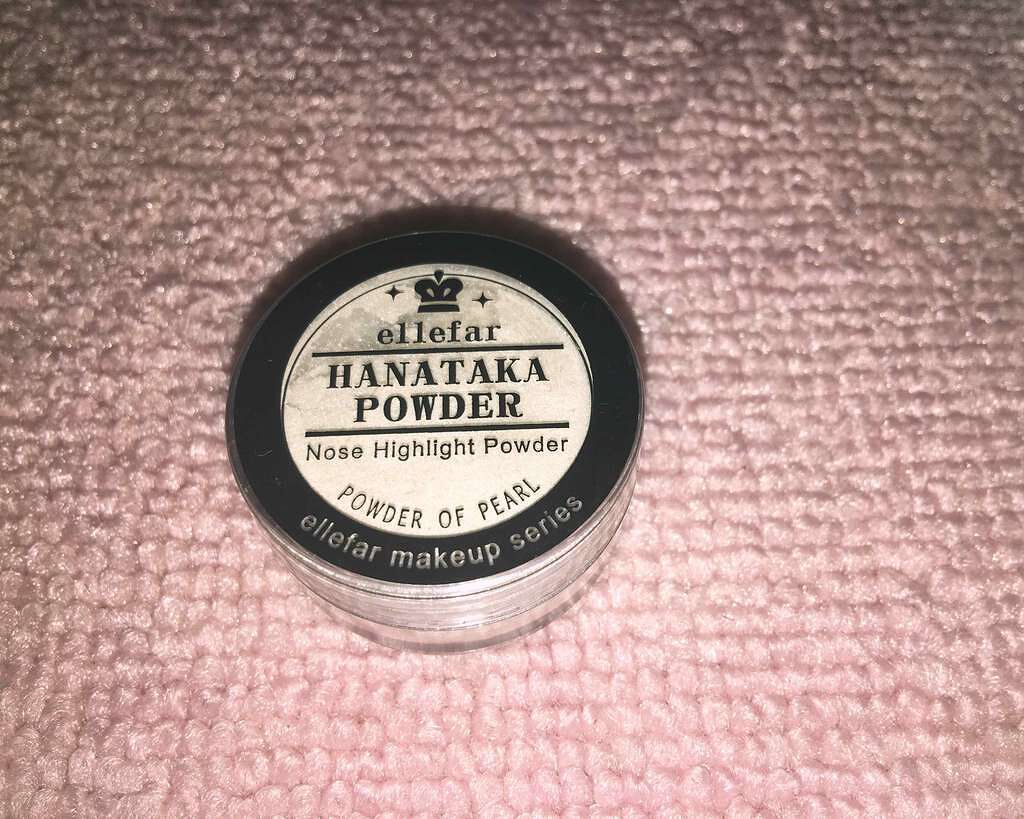 ellefar
HANATAKA
POWDER
Nose Highlight Powder
POWDER OF PEARL
ellefar makeup series